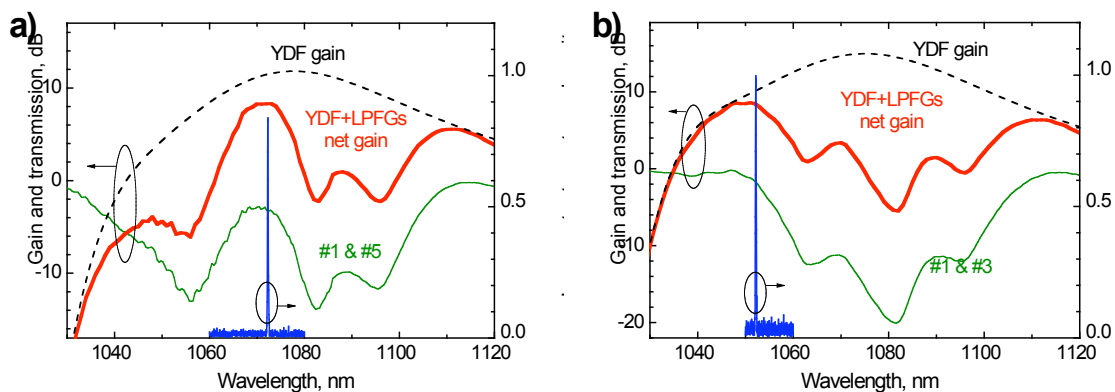 a)
Gain and transmission, dB
10
0
-10
YDF gain
YDF+LPFGs
net gain
#1 & #5
1.0
0.5
0.0
1040 1060 1080 1100 1120
Wavelength, nm
b)
Gain and transmission, dB
10
0
-10
-20
YDF gain
YDF+LPFGs
net gain
#1 & #3
1.0
0.5
0.0
1040 1060 1080 1100 1120
Wavelength, nm